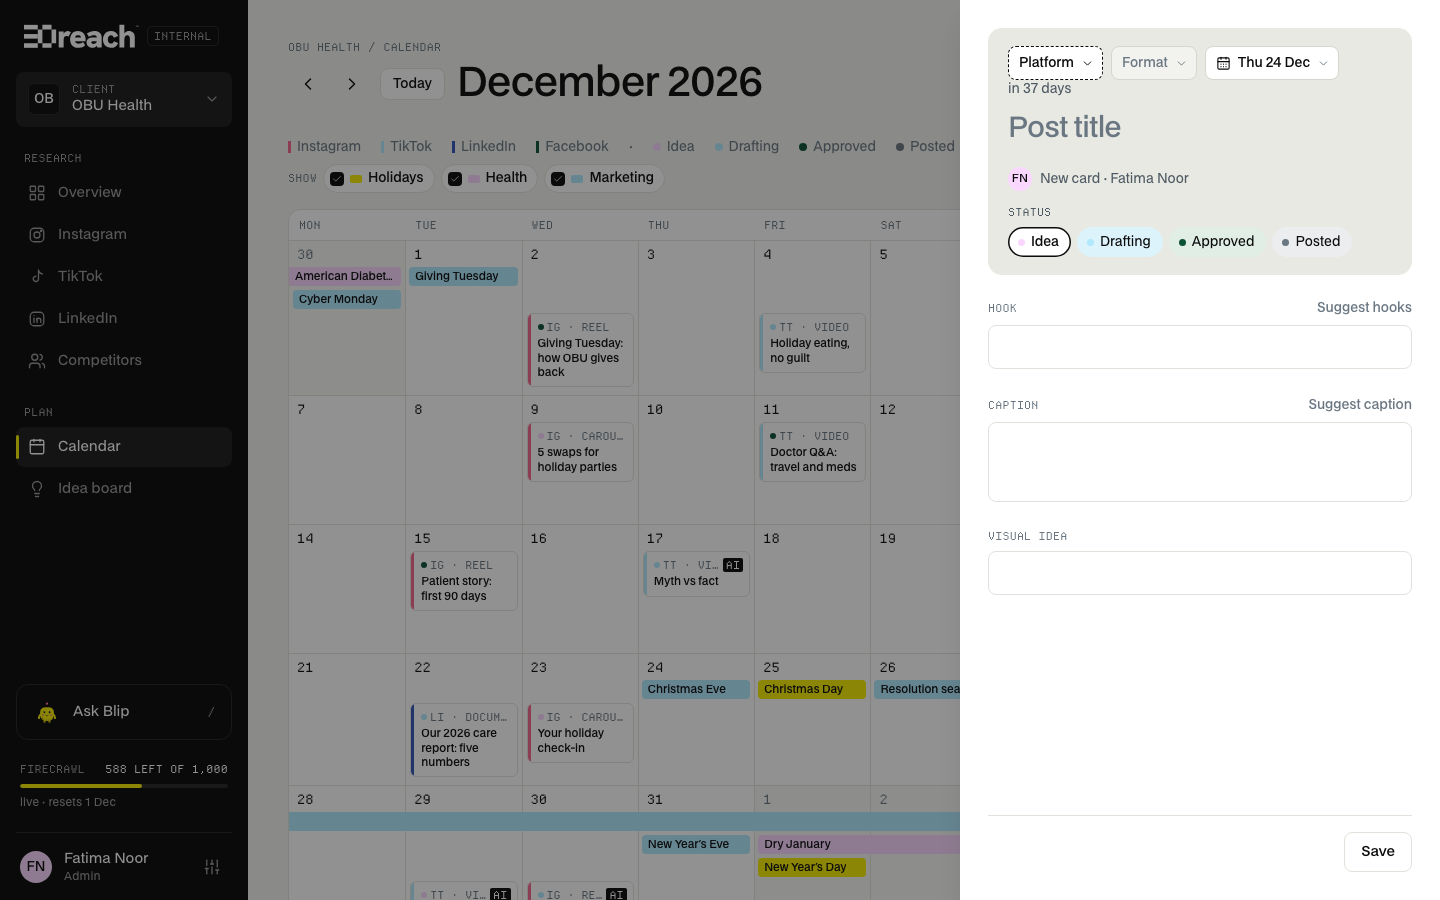 reach INTERNAL
OB CLIENT
OBU Health
RESEARCH
Overview
Instagram
TikTok
LinkedIn
Competitors
PLAN
Calendar
Idea board
Ask Blip /
FIRECRAWL 588 LEFT OF 1,000
live · resets 1 Dec
FN Fatima Noor
Admin
OBU HEALTH / CALENDAR
Today December 2026
Instagram TikTok LinkedIn Facebook · Idea Drafting Approved Posted
SHOW Holidays Health Marketing
MON TUE WED THU FRI SAT
30 1 2 3 4 5
American Diabet…
Giving Tuesday
Cyber Monday
IG · REEL
Giving Tuesday:
how OBU gives
back
TT · VIDEO
Holiday eating,
no guilt
7 8 9 10 11 12
IG · CAROU…
5 swaps for
holiday parties
TT · VIDEO
Doctor Q&A:
travel and meds
14 15 16 17 18 19
IG · REEL
Patient story:
first 90 days
TT · VI… AI
Myth vs fact
21 22 23 24 25 26
Christmas Eve
Christmas Day
Resolution sea
LI · DOCUM…
Our 2026 care
report: five
numbers
IG · CAROU…
Your holiday
check-in
28 29 30 31 1 2
New Year's Eve
Dry January
New Year's Day
TT · VI… AI
IG · RE… AI
Platform Format Thu 24 Dec
in 37 days
Post title
FN New card · Fatima Noor
STATUS
Idea Drafting Approved Posted
HOOK Suggest hooks
CAPTION Suggest caption
VISUAL IDEA
Save